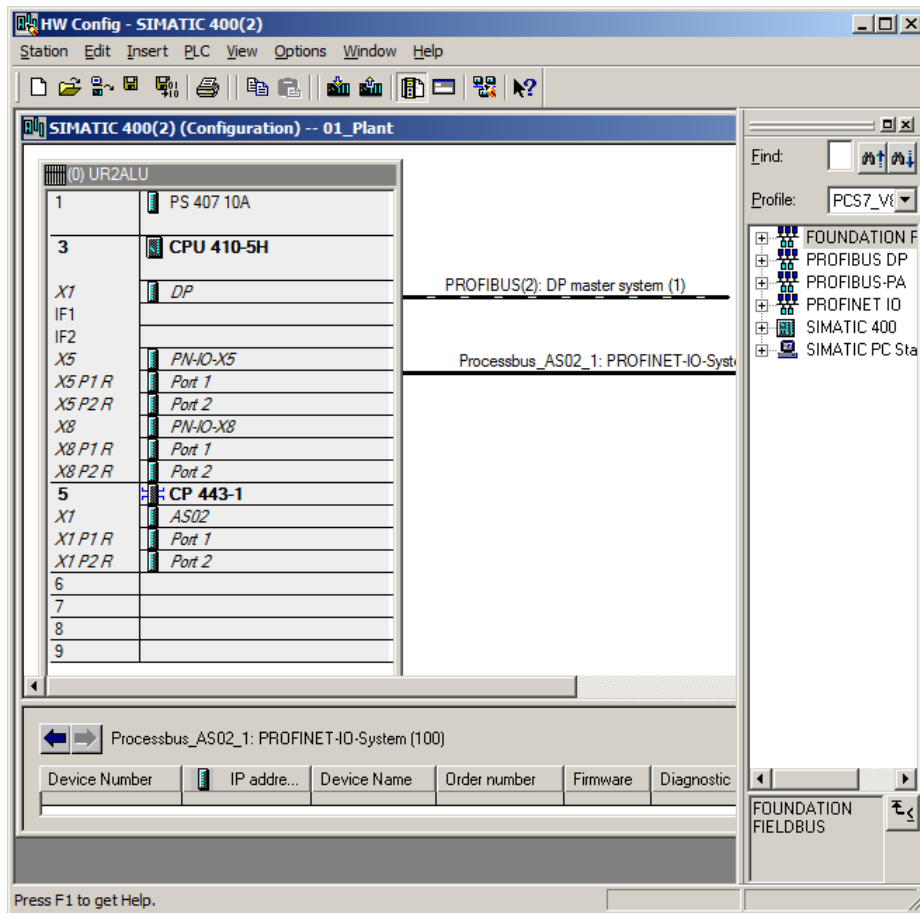 HW Config - SIMATIC 400(2)
Station Edit Insert PLC View Options Window Help
SIMATIC 400(2) (Configuration) -- 01_Plant
(0) UR2ALU
1 PS 407 10A
3 CPU 410-5H
X1 DP
IF1
IF2
X5 PN-IO-X5
X5 P1 R Port 1
X5 P2 R Port 2
X8 PN-IO-X8
X8 P1 R Port 1
X8 P2 R Port 2
5 CP 443-1
X1 AS02
X1 P1 R Port 1
X1 P2 R Port 2
6
7
8
9
PROFIBUS(2): DP master system (1)
Processbus_AS02_1: PROFINET-IO-Syst
Find:
Profile: PCS7_V8
FOUNDATION F
PROFIBUS DP
PROFIBUS-PA
PROFINET IO
SIMATIC 400
SIMATIC PC Sta
Processbus_AS02_1: PROFINET-IO-System (100)
Device Number IP addre... Device Name Order number Firmware Diagnostic
FOUNDATION
FIELDBUS
Press F1 to get Help.